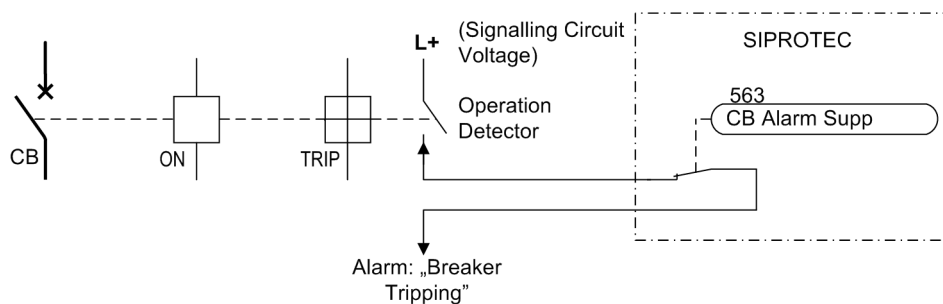 L+
(Signalling Circuit
Voltage)
SIPROTEC
563
CB Alarm Supp
Operation
Detector
CB
ON
TRIP
Alarm: „Breaker
Tripping”